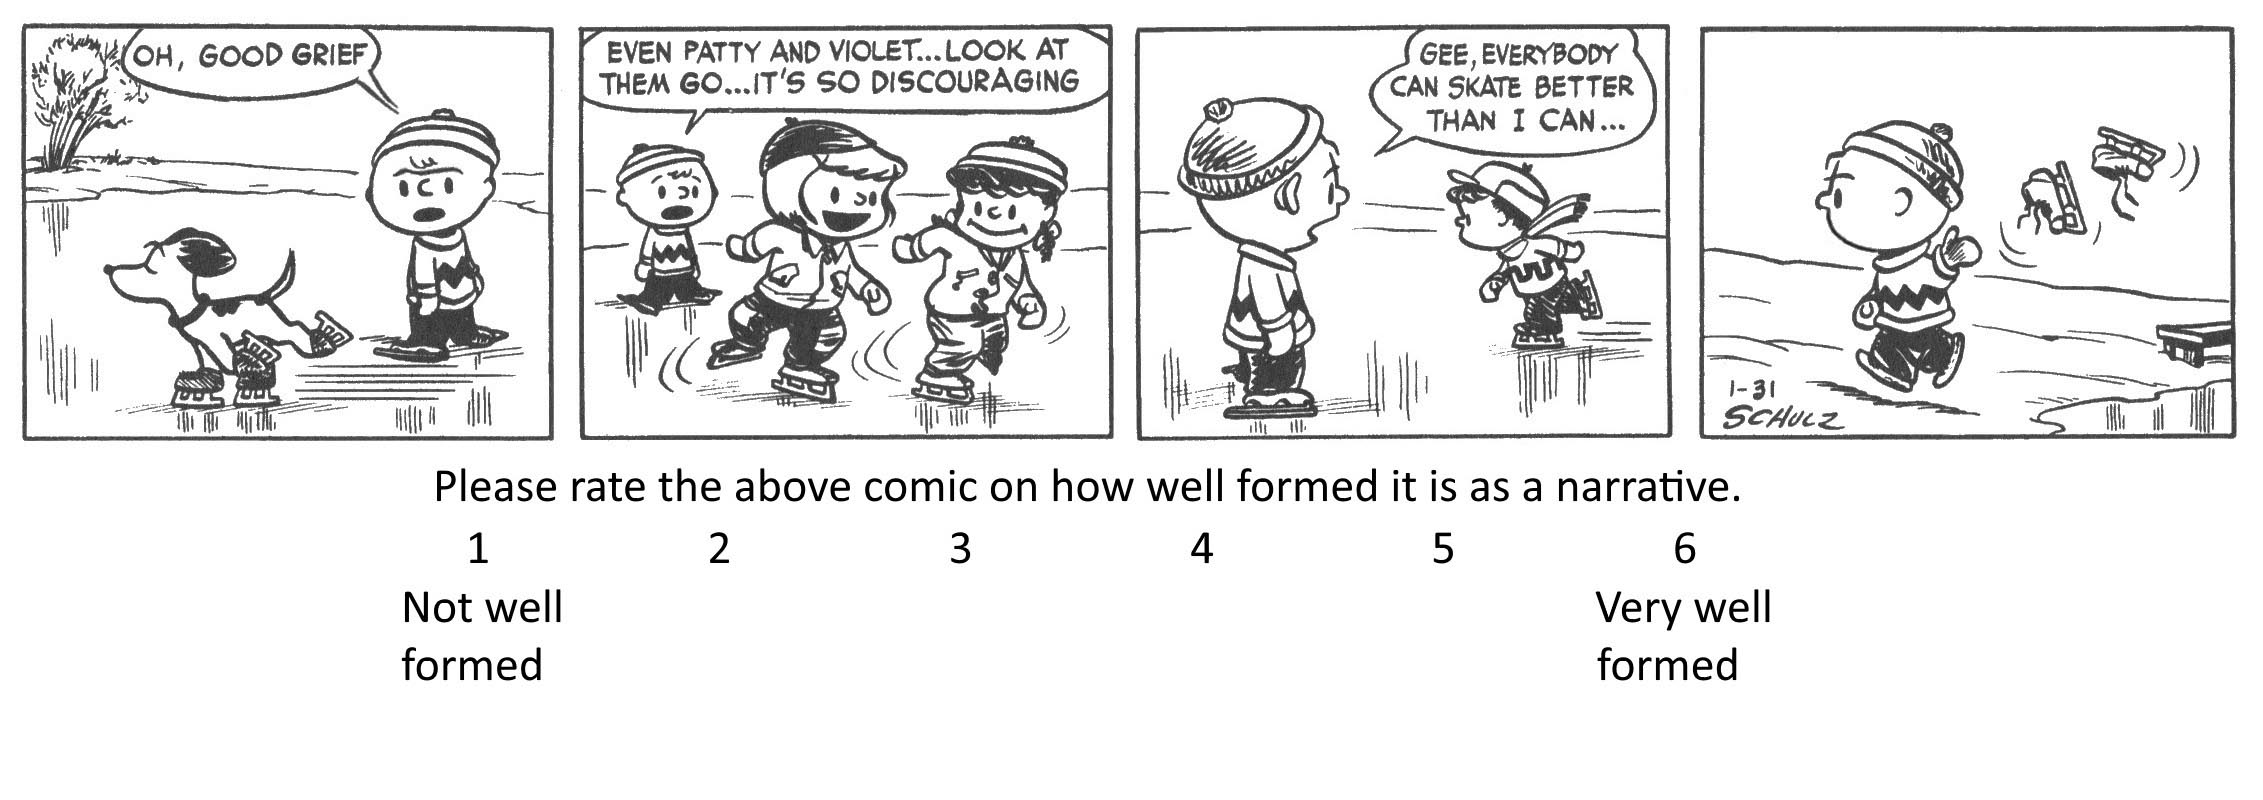 OH, GOOD GRIEF
EVEN PATTY AND VIOLET...LOOK AT
THEM GO...IT'S SO DISCOURAGING
GEE, EVERYBODY
CAN SKATE BETTER
THAN I CAN...
1-31
SCHULZ
Please rate the above comic on how well formed it is as a narrative.
1 2 3 4 5 6
Not well
formed
Very well
formed